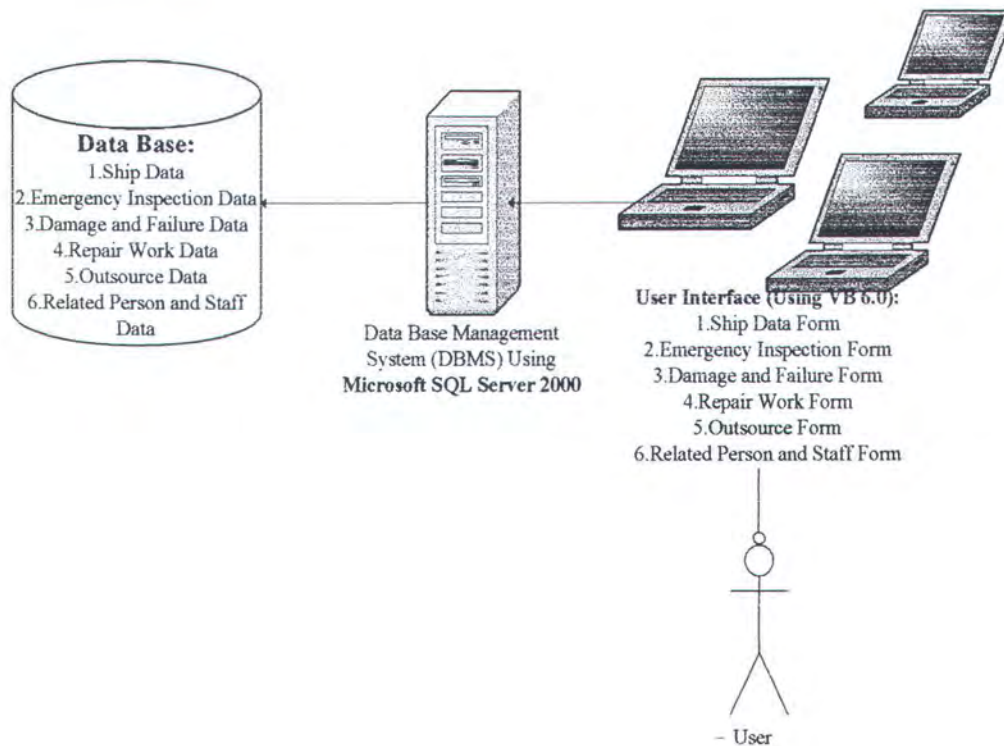 Data Base:
1.Ship Data
2.Emergency Inspection Data
3.Damage and Failure Data
4.Repair Work Data
5.Outsource Data
6.Related Person and Staff
Data
Data Base Management
System (DBMS) Using
Microsoft SQL Server 2000
User Interface (Using VB 6.0):
1.Ship Data Form
2.Emergency Inspection Form
3.Damage and Failure Form
4.Repair Work Form
5.Outsource Form
6.Related Person and Staff Form
– User